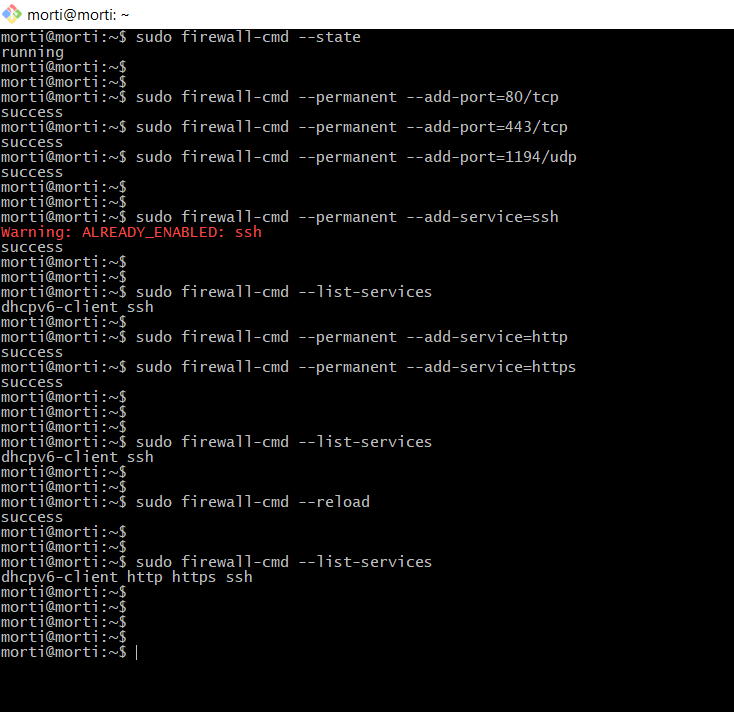 morti@morti: ~
morti@morti:~$ sudo firewall-cmd --state
running
morti@morti:~$
morti@morti:~$
morti@morti:~$ sudo firewall-cmd --permanent --add-port=80/tcp
success
morti@morti:~$ sudo firewall-cmd --permanent --add-port=443/tcp
success
morti@morti:~$ sudo firewall-cmd --permanent --add-port=1194/udp
success
morti@morti:~$
morti@morti:~$
morti@morti:~$ sudo firewall-cmd --permanent --add-service=ssh
Warning: ALREADY_ENABLED: ssh
success
morti@morti:~$
morti@morti:~$
morti@morti:~$ sudo firewall-cmd --list-services
dhcpv6-client ssh
morti@morti:~$
morti@morti:~$ sudo firewall-cmd --permanent --add-service=http
success
morti@morti:~$ sudo firewall-cmd --permanent --add-service=https
success
morti@morti:~$
morti@morti:~$
morti@morti:~$
morti@morti:~$ sudo firewall-cmd --list-services
dhcpv6-client ssh
morti@morti:~$
morti@morti:~$
morti@morti:~$ sudo firewall-cmd --reload
success
morti@morti:~$
morti@morti:~$
morti@morti:~$ sudo firewall-cmd --list-services
dhcpv6-client http https ssh
morti@morti:~$
morti@morti:~$
morti@morti:~$
morti@morti:~$
morti@morti:~$